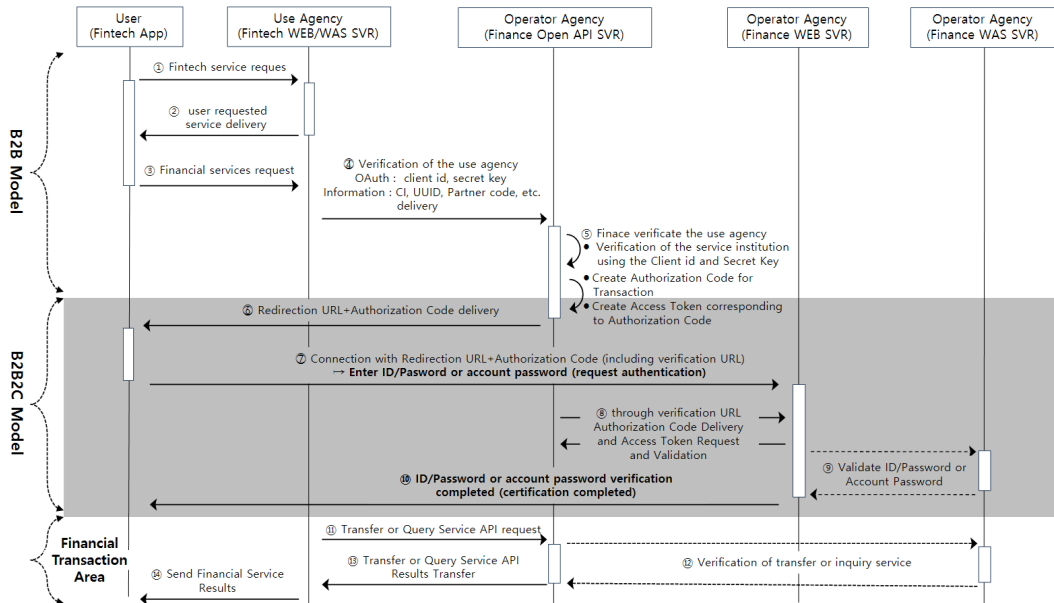 User
(Fintech App)
Use Agency
(Fintech WEB/WAS SVR)
Operator Agency
(Finance Open API SVR)
Operator Agency
(Finance WEB SVR)
Operator Agency
(Finance WAS SVR)
B2B Model
① Fintech service reques
② user requested
service delivery
③ Financial services request
④ Verification of the use agency
OAuth : client id, secret key
Information : CI, UUID, Partner code, etc.
delivery
⑤ Finace verificate the use agency
• Verification of the service institution
using the Client id and Secret Key
• Create Authorization Code for
Transaction
• Create Access Token corresponding
to Authorization Code
B2B2C Model
⑥ Redirection URL+Authorization Code delivery
⑦ Connection with Redirection URL+Authorization Code (including verification URL)
→ Enter ID/Pasword or account password (request authentication)
⑧ through verification URL
Authorization Code Delivery
and Access Token Request
and Validation
⑨ Validate ID/Password or
Account Password
⑩ ID/Password or account password verification
completed (certification completed)
Financial
Transaction
Area
⑪ Transfer or Query Service API request
⑫ Verification of transfer or inquiry service
⑬ Transfer or Query Service API
Results Transfer
⑭ Send Financial Service
Results